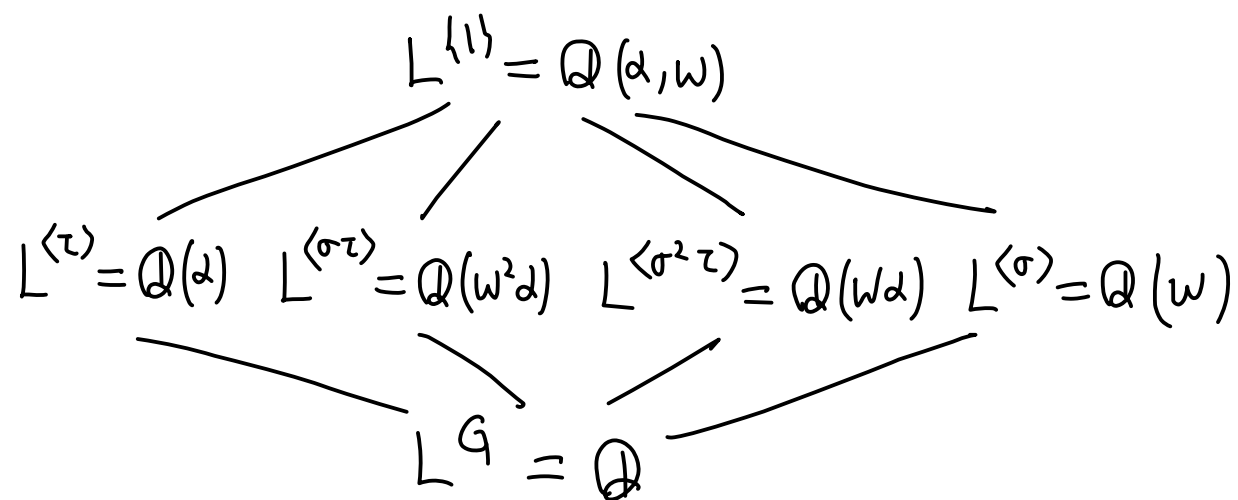 L^{1} = ℚ(α, w)
L^⟨τ⟩ = ℚ(α) L^⟨στ⟩ = ℚ(w²α) L^⟨σ²τ⟩ = ℚ(wα) L^⟨σ⟩ = ℚ(w)
L^G = ℚ